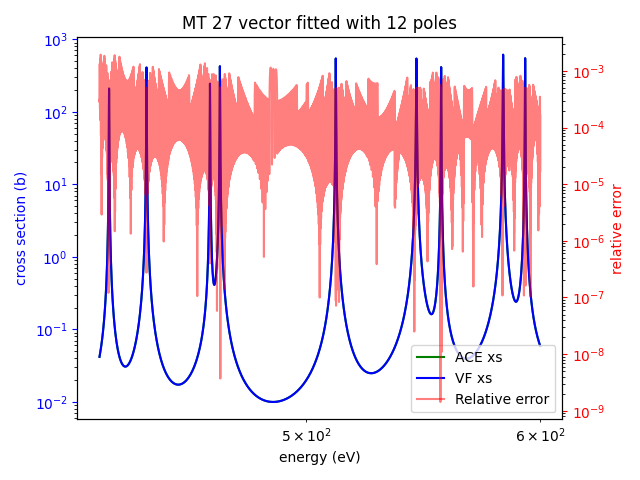 MT 27 vector fitted with 12 poles
10³
10²
10¹
10⁰
10⁻¹
10⁻²
cross section (b)
10⁻³
10⁻⁴
10⁻⁵
10⁻⁶
10⁻⁷
10⁻⁸
10⁻⁹
relative error
ACE xs
VF xs
Relative error
5 × 10²
6 × 10²
energy (eV)